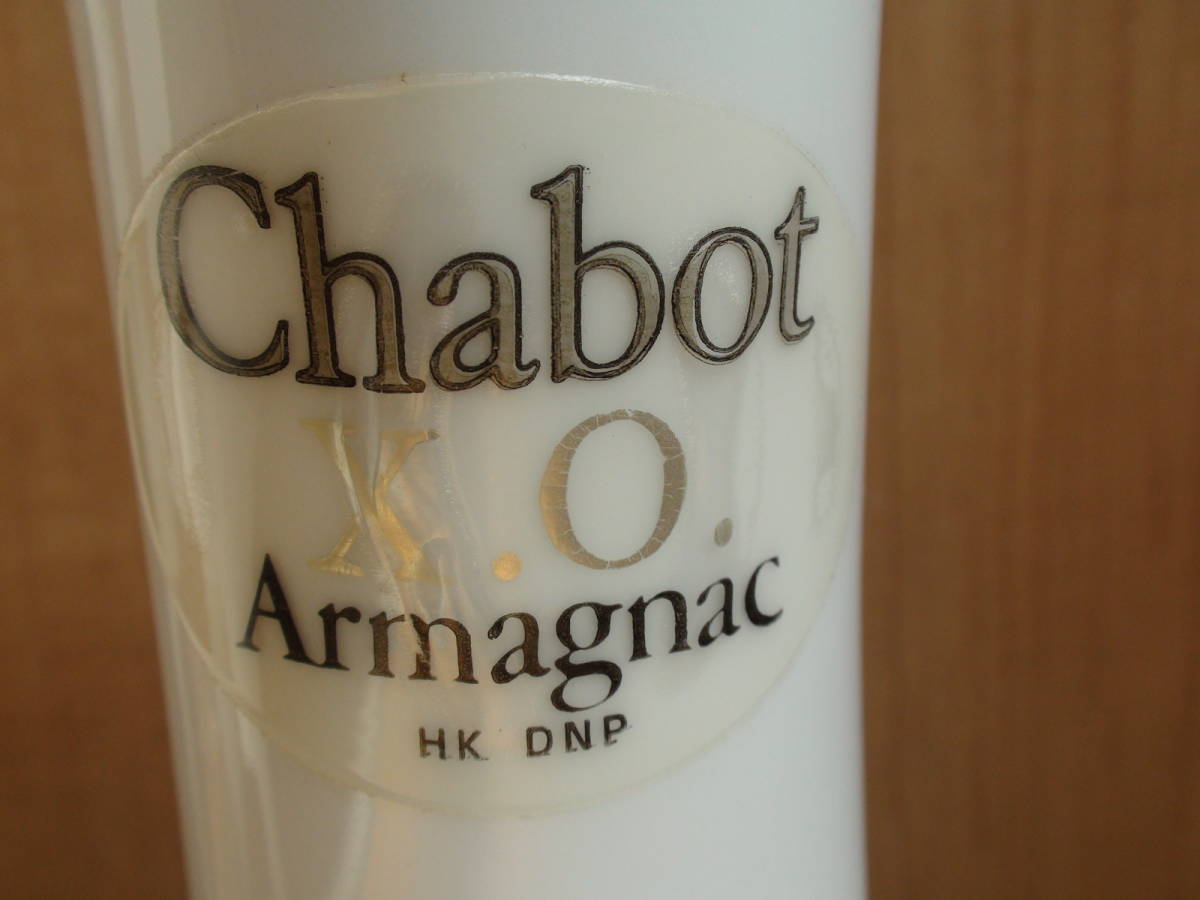 Chabot
X.O.
Armagnac
HK DNP